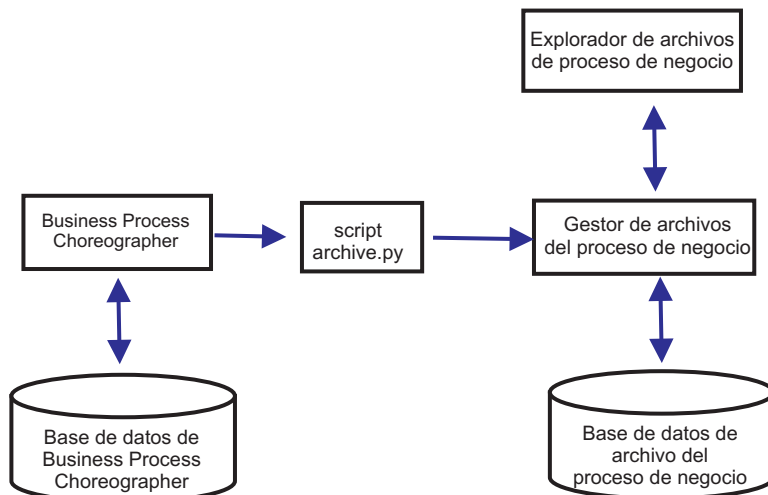 Explorador de archivos
de proceso de negocio
Business Process
Choreographer
script
archive.py
Gestor de archivos
del proceso de negocio
Base de datos de
Business Process
Choreographer
Base de datos de
archivo del
proceso de negocio